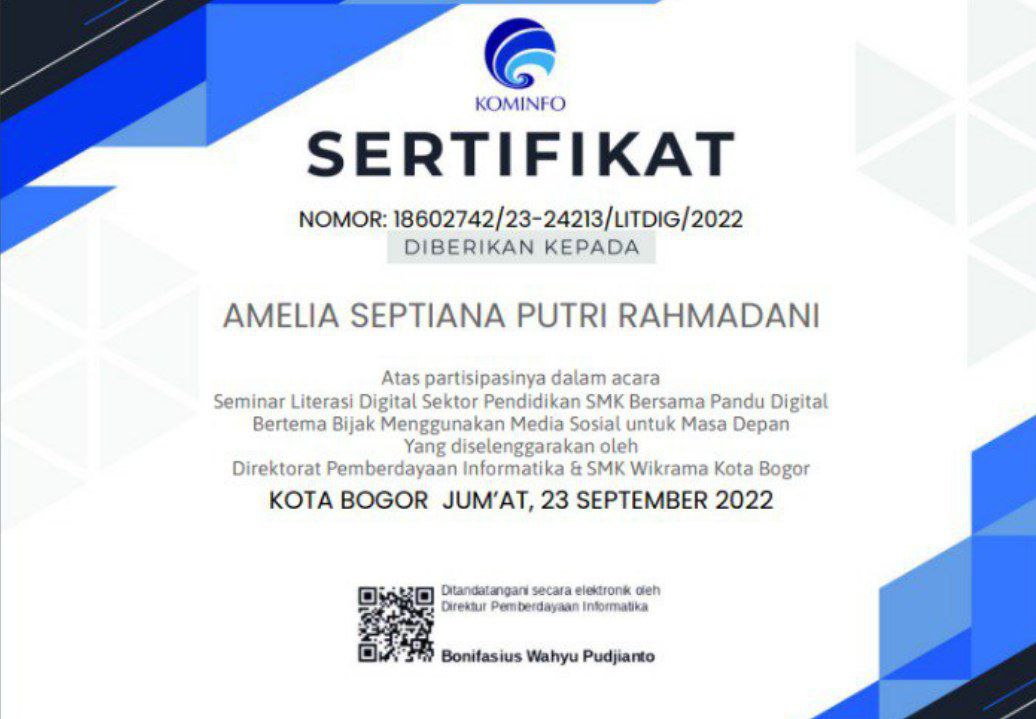 KOMINFO
SERTIFIKAT
NOMOR: 18602742/23-24213/LITDIG/2022
DIBERIKAN KEPADA
AMELIA SEPTIANA PUTRI RAHMADANI
Atas partisipasinya dalam acara
Seminar Literasi Digital Sektor Pendidikan SMK Bersama Pandu Digital
Bertema Bijak Menggunakan Media Sosial untuk Masa Depan
Yang diselenggarakan oleh
Direktorat Pemberdayaan Informatika & SMK Wikrama Kota Bogor
KOTA BOGOR JUM’AT, 23 SEPTEMBER 2022
Ditandatangani secara elektronik oleh
Direktur Pemberdayaan Informatika
Bonifasius Wahyu Pudjianto